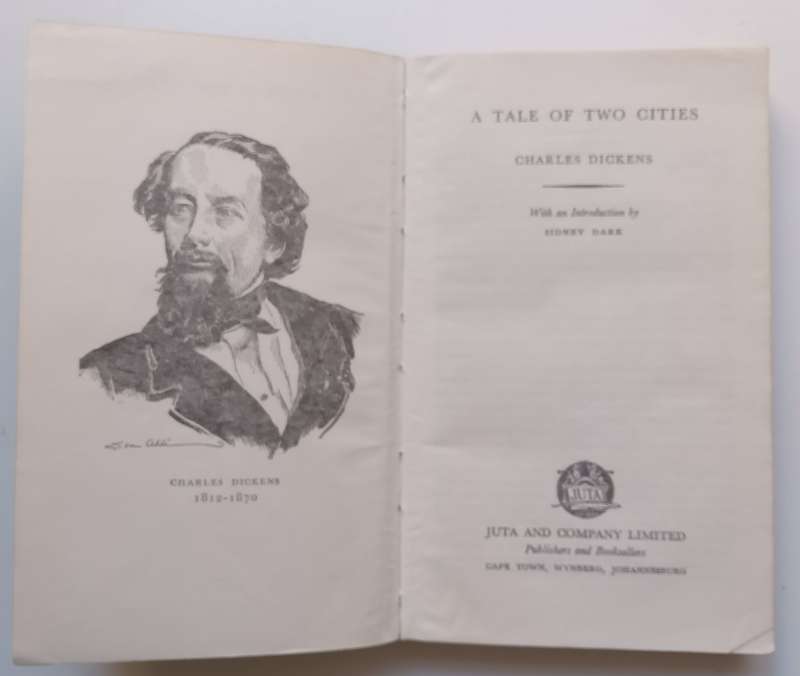 CHARLES DICKENS
1812-1870
A TALE OF TWO CITIES
CHARLES DICKENS
With an Introduction by
SIDNEY DARK
JUTA
JUTA AND COMPANY LIMITED
Publishers and Booksellers
CAPE TOWN, WYNBERG, JOHANNESBURG